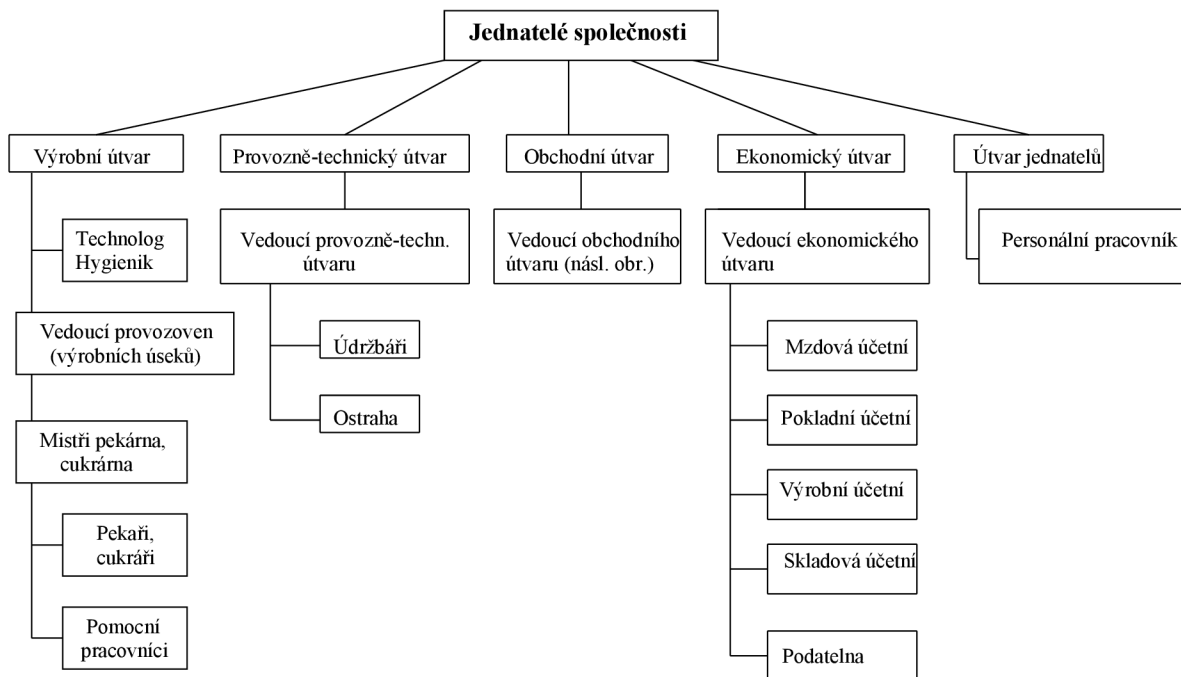 Jednatelé společnosti
Výrobní útvar
Provozně-technický útvar
Obchodní útvar
Ekonomický útvar
Útvar jednatelů
Technolog
Hygienik
Vedoucí provozoven
(výrobních úseků)
Mistři pekárna,
cukrárna
Pekaři,
cukráři
Pomocní
pracovníci
Vedoucí provozně-techn.
útvaru
Údržbáři
Ostraha
Vedoucí obchodního
útvaru (násl. obr.)
Vedoucí ekonomického
útvaru
Mzdová účetní
Pokladní účetní
Výrobní účetní
Skladová účetní
Podatelna
Personální pracovník